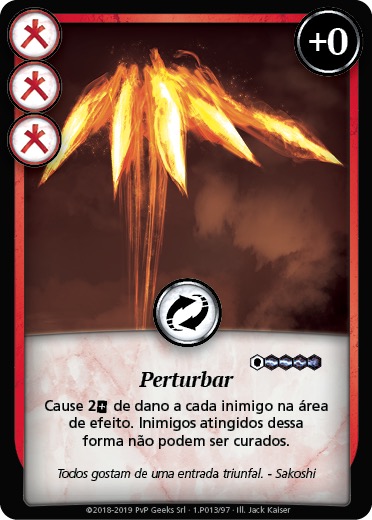 +0
Perturbar
Cause 2 de dano a cada inimigo na área
de efeito. Inimigos atingidos dessa
forma não podem ser curados.
Todos gostam de uma entrada triunfal. - Sakoshi
©2018-2019 PvP Geeks Srl · 1.P013/97 · Ill. Jack Kaiser